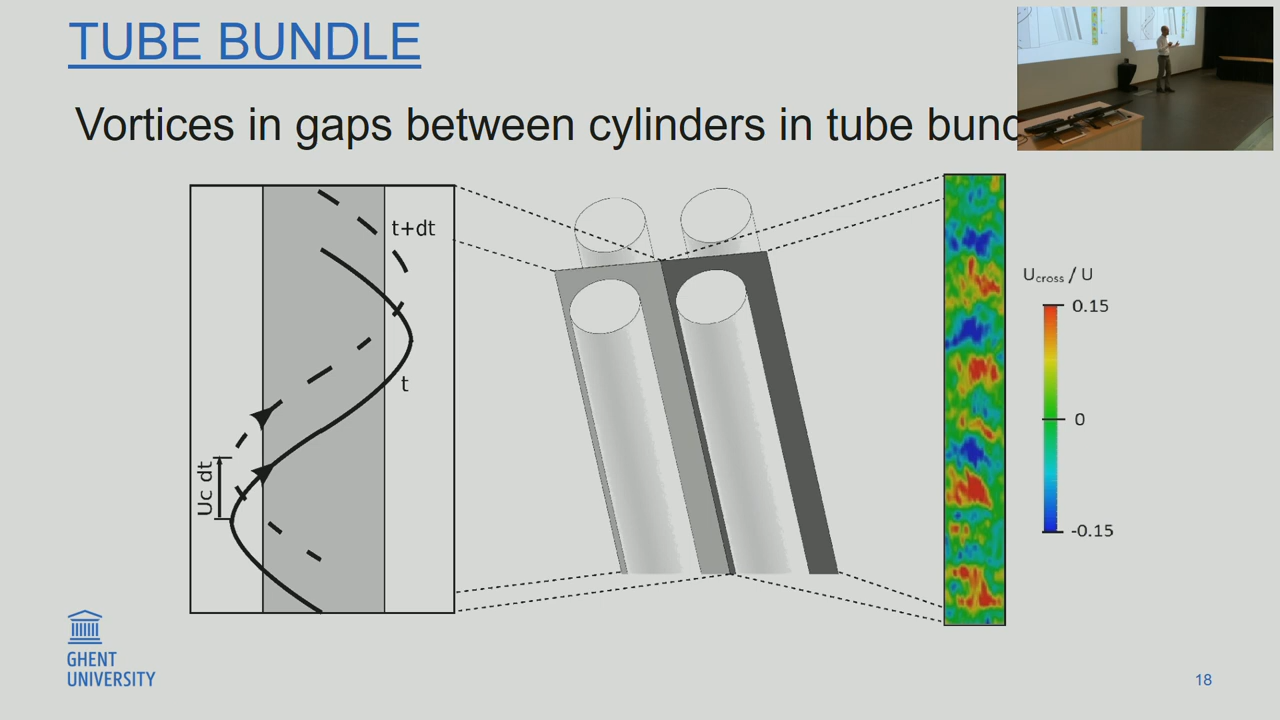 TUBE BUNDLE
Vortices in gaps between cylinders in tube
t+dt
t
Uc dt
Ucross / U
0.15
0
-0.15
GHENT
UNIVERSITY
18